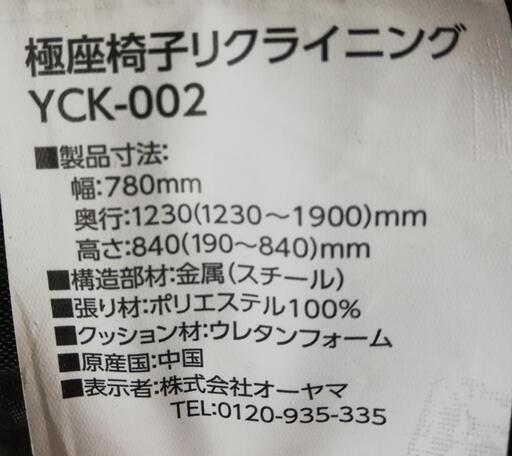 極座椅子リクライニング
YCK-002
■製品寸法:
幅:780mm
奥行:1230(1230～1900)mm
高さ:840(190～840)mm
■構造部材:金属(スチール)
■張り材:ポリエステル100%
■クッション材:ウレタンフォーム
■原産国:中国
■表示者:株式会社オーヤマ
TEL:0120-935-335